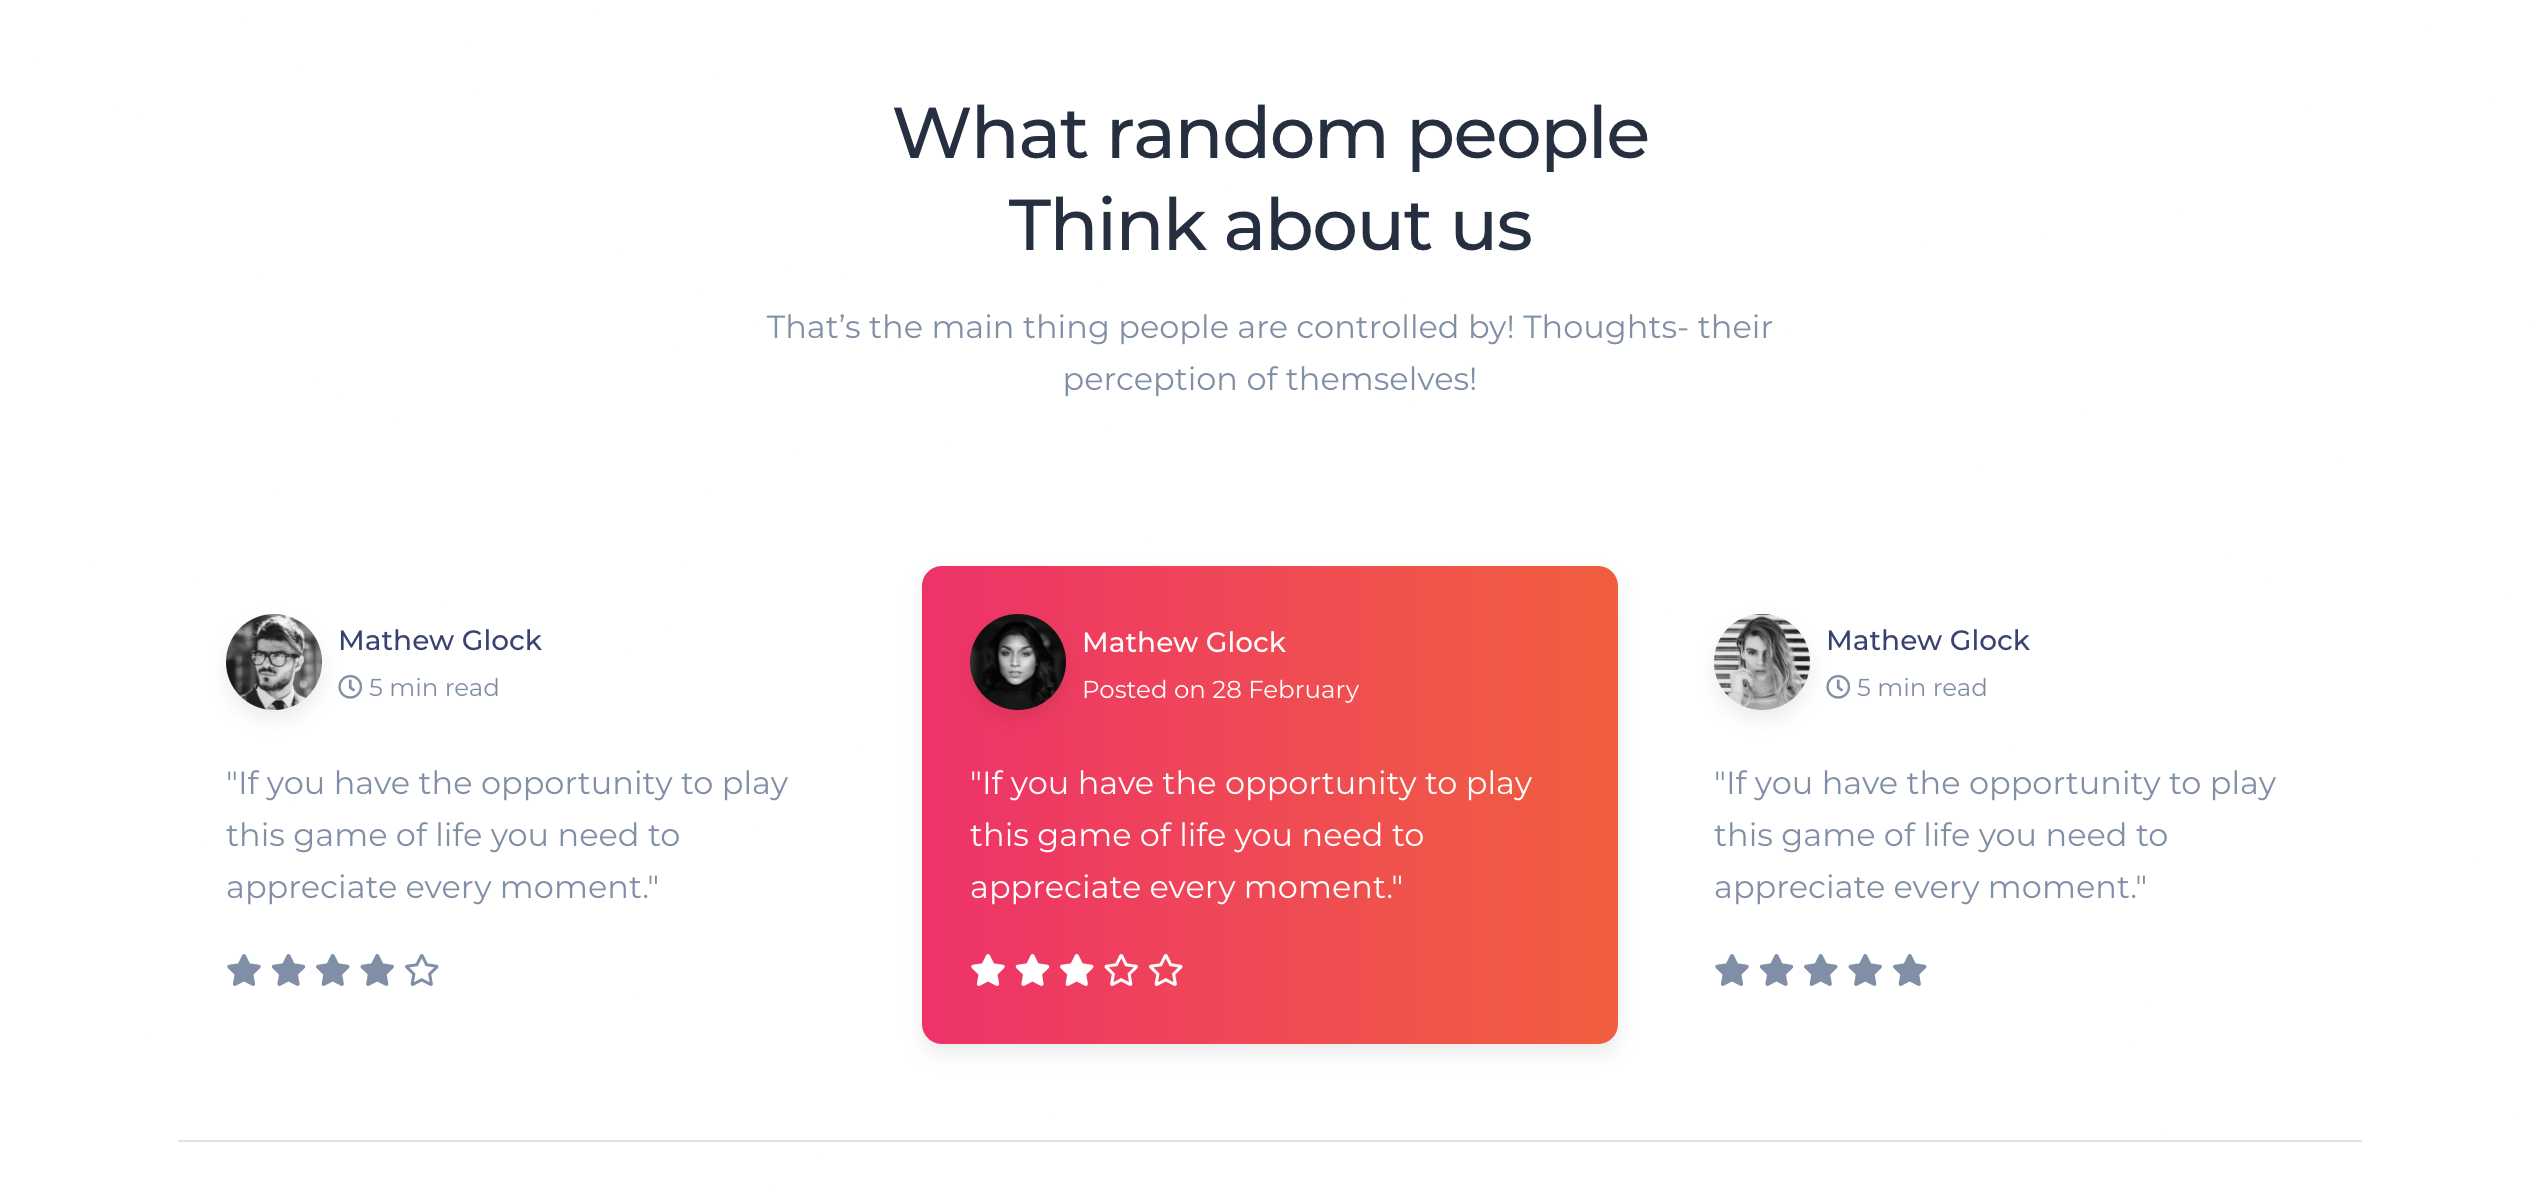 What random people
Think about us
That’s the main thing people are controlled by! Thoughts- their
perception of themselves!
Mathew Glock
5 min read
"If you have the opportunity to play
this game of life you need to
appreciate every moment."
Mathew Glock
Posted on 28 February
"If you have the opportunity to play
this game of life you need to
appreciate every moment."
Mathew Glock
5 min read
"If you have the opportunity to play
this game of life you need to
appreciate every moment."